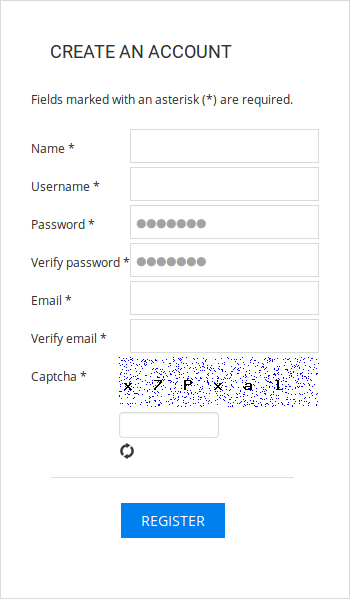 CREATE AN ACCOUNT
Fields marked with an asterisk (*) are required.
Name *
Username *
Password *
●●●●●●●
Verify password *
●●●●●●●
Email *
Verify email *
Captcha *
x 7 P x a l
REGISTER